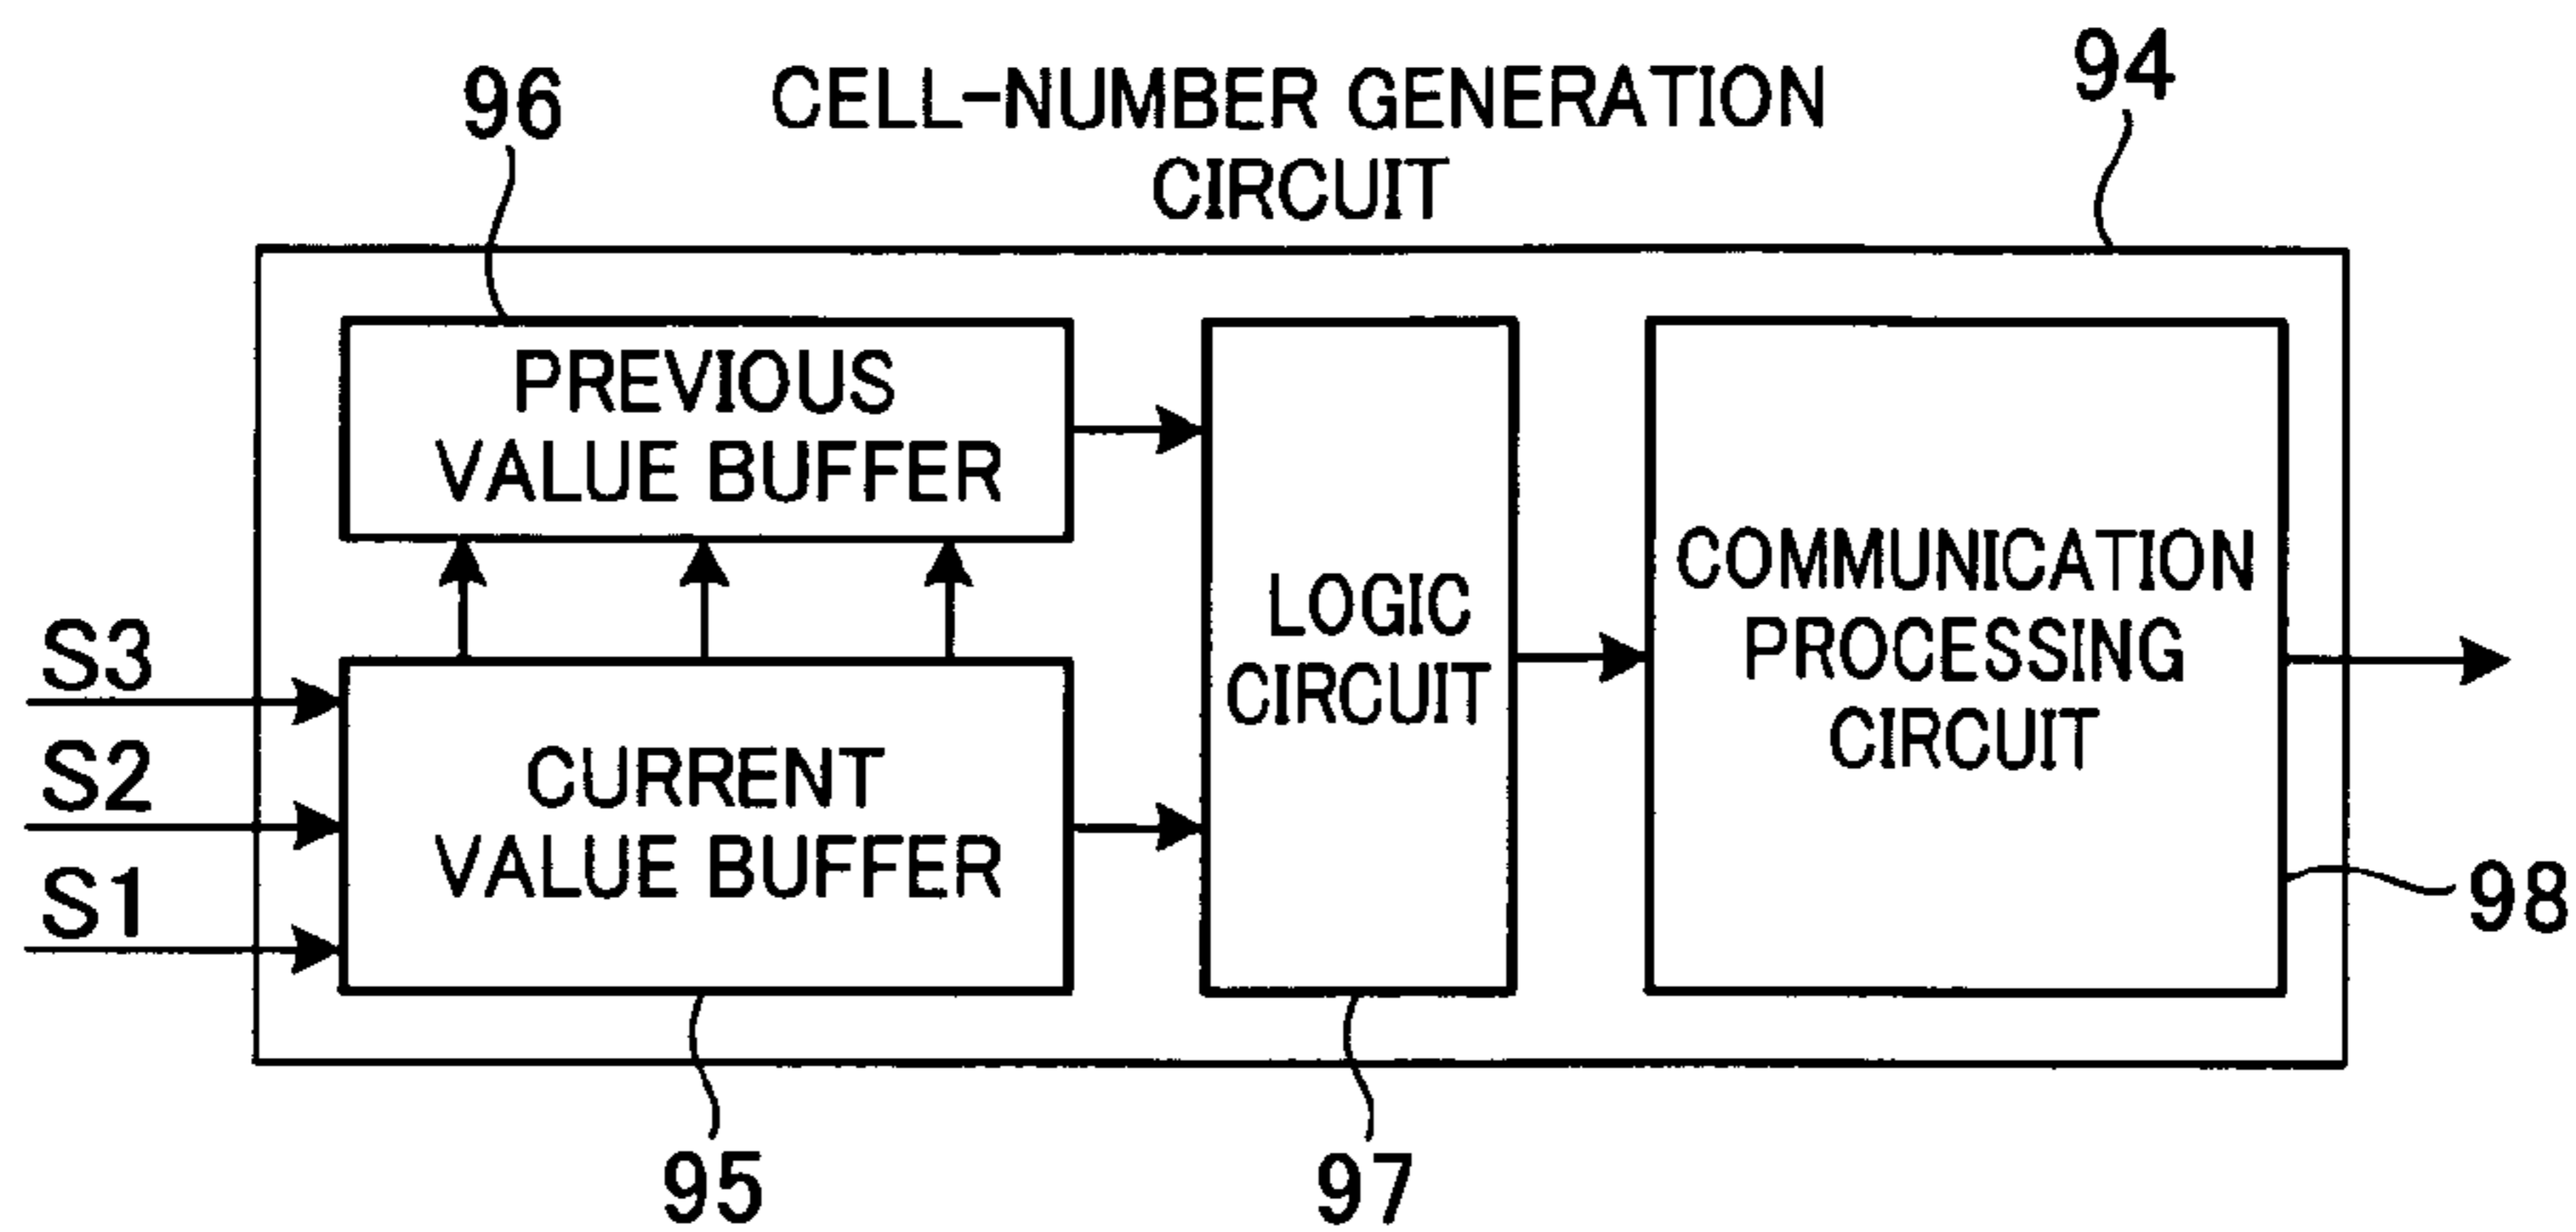 94
96
CELL-NUMBER GENERATION
CIRCUIT
PREVIOUS
VALUE BUFFER
S3
S2
S1
CURRENT
VALUE BUFFER
LOGIC
CIRCUIT
COMMUNICATION
PROCESSING
CIRCUIT
98
95
97